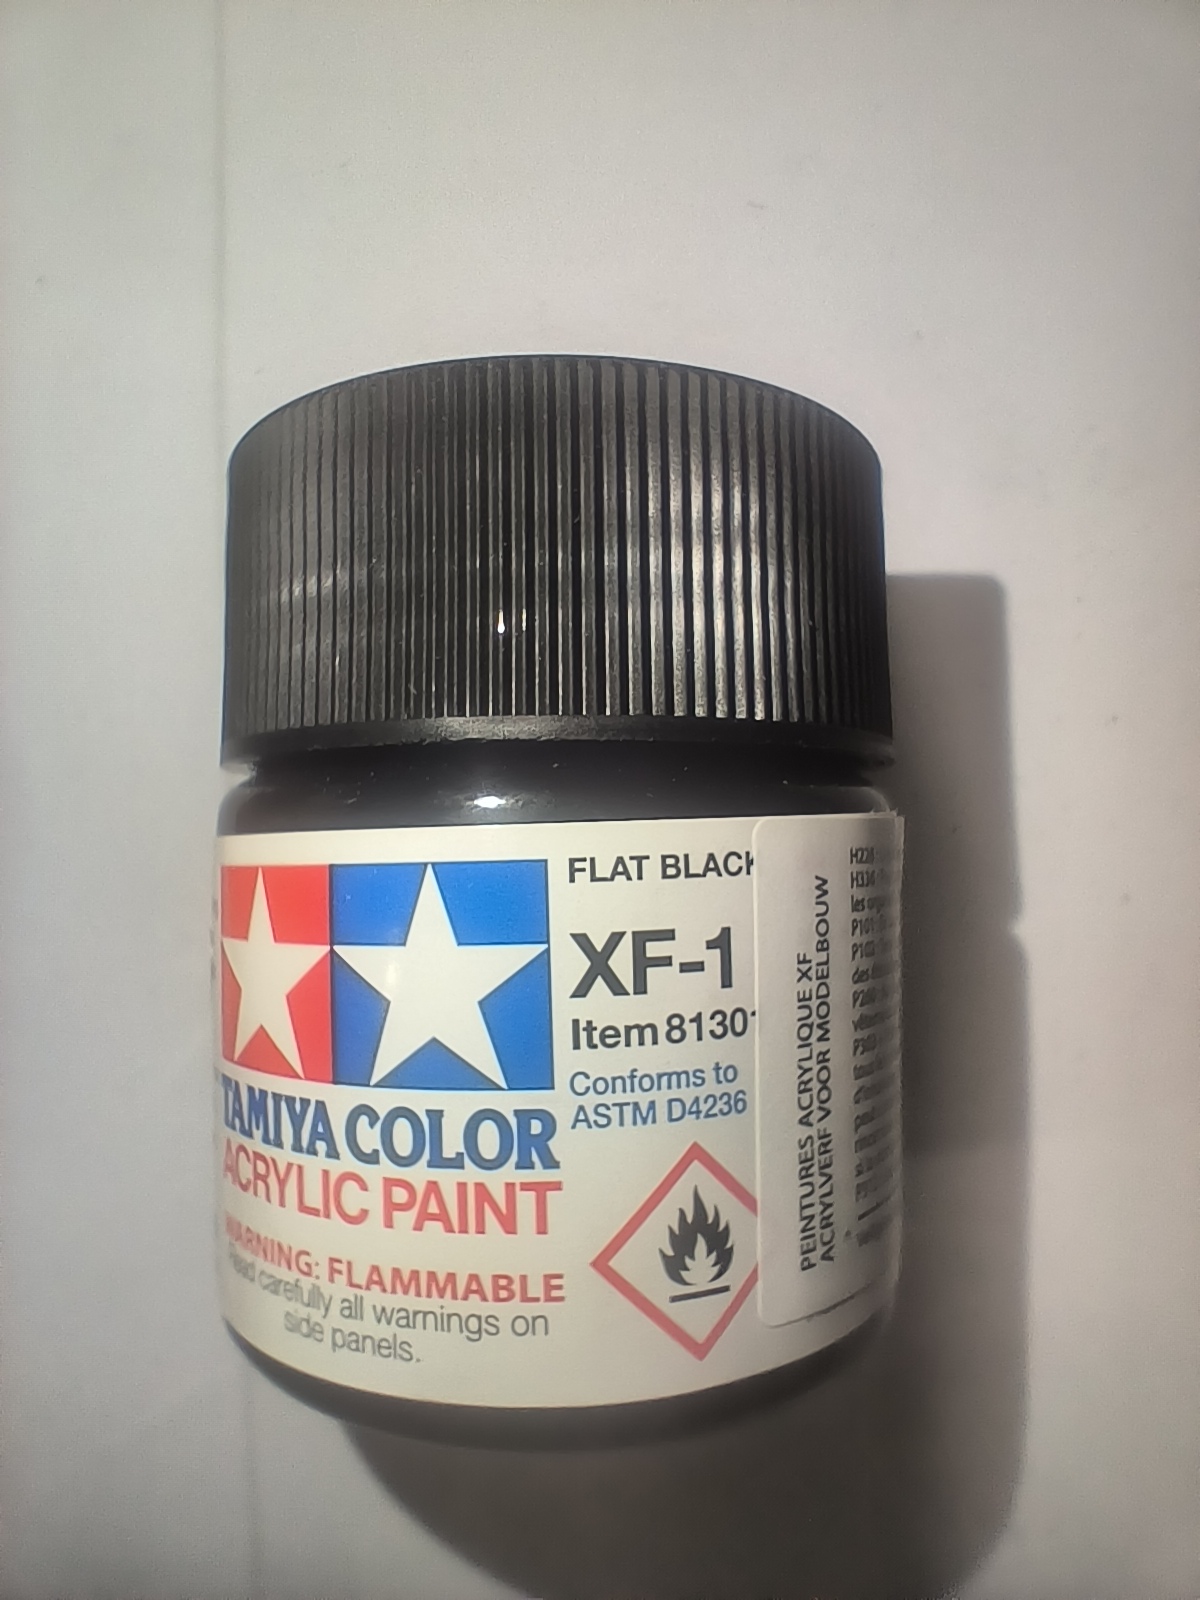 FLAT BLACK
XF-1
Item 81301
Conforms to
ASTM D4236
TAMIYA COLOR
ACRYLIC PAINT
WARNING: FLAMMABLE
Read carefully all warnings on
side panels.
PEINTURES ACRYLIQUE XF
ACRYLVERF VOOR MODELBOUW